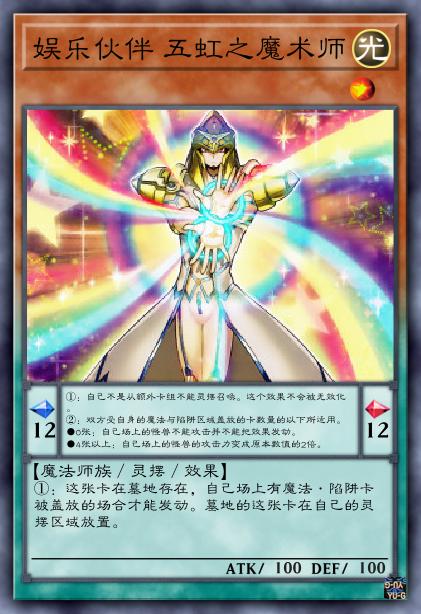 娱乐伙伴 五虹之魔术师
光
①：自己不是从额外卡组不能灵摆召唤。这个效果不会被无效化
。
②：双方受自身的魔法与陷阱区域盖放的卡数量的以下所适用。
●0张：自己场上的怪兽不能攻击并不能把效果发动。
●4张以上：自己场上的怪兽的攻击力变成原本数值的2倍。
12
12
【魔法师族／灵摆／效果】
①：这张卡在墓地存在，自己场上有魔法·陷阱卡
被盖放的场合才能发动。墓地的这张卡在自己的灵
摆区域放置。
ATK/ 100 DEF/ 100